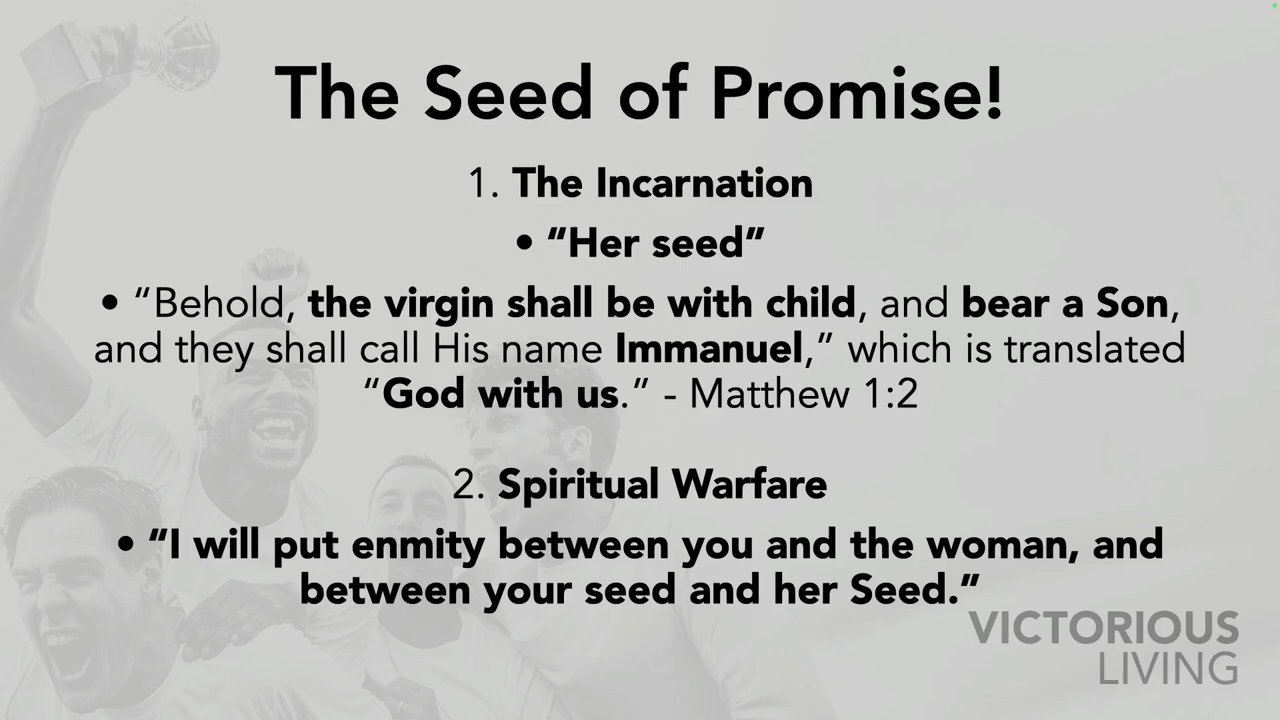 The Seed of Promise!
1. The Incarnation
• “Her seed”
• “Behold, the virgin shall be with child, and bear a Son,
and they shall call His name Immanuel,” which is translated
“God with us.” - Matthew 1:2
2. Spiritual Warfare
• “I will put enmity between you and the woman, and
between your seed and her Seed.”
VICTORIOUS
LIVING